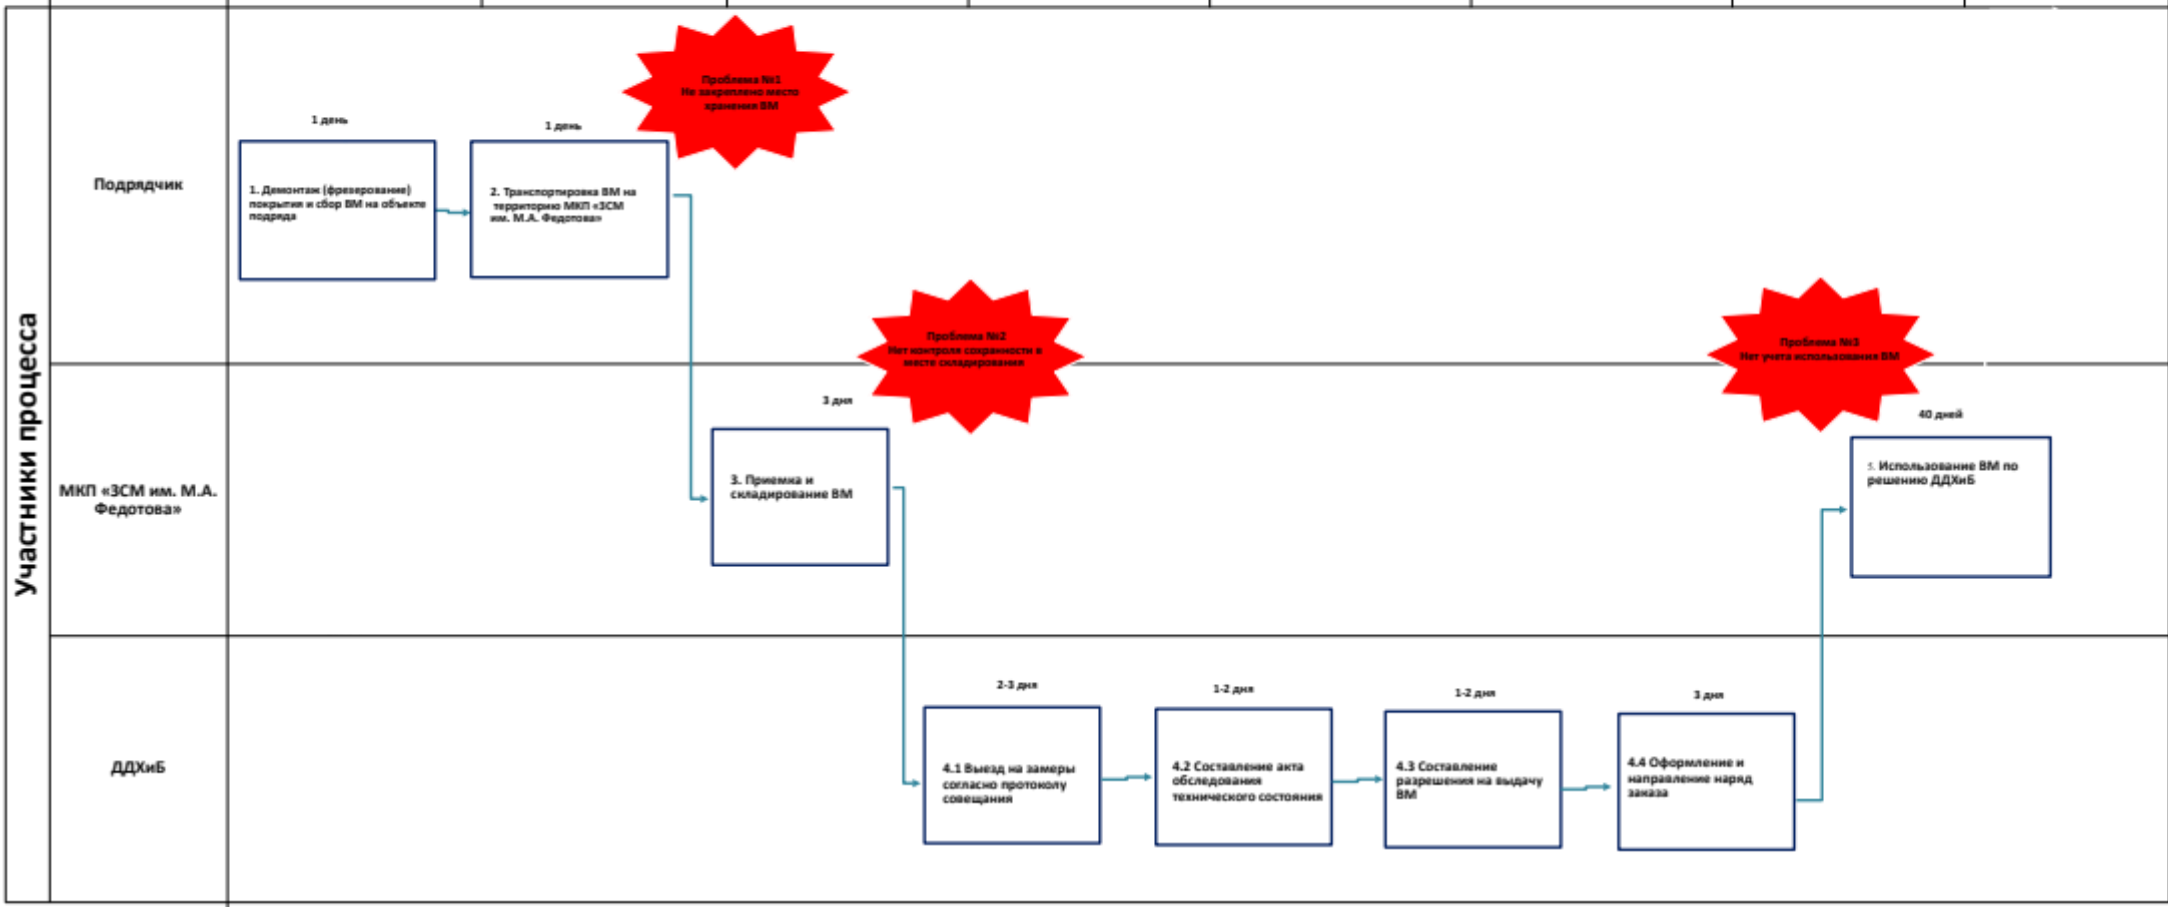 Участники процесса
Подрядчик
1 день
1. Демонтаж (фрезерование)
покрытия и сбор ВМ на объекте
подряда
1 день
2. Транспортировка ВМ на
территорию МКП «ЗСМ
им. М.А. Федотова»
Проблема №1
Не закреплено место
хранения ВМ
Проблема №2
Нет контроля сохранности в
месте складирования
Проблема №3
Нет учета использования ВМ
МКП «ЗСМ им. М.А.
Федотова»
3 дня
3. Приемка и
складирование ВМ
40 дней
5. Использование ВМ по
решению ДДХиБ
ДДХиБ
2-3 дня
4.1 Выезд на замеры
согласно протоколу
совещания
1-2 дня
4.2 Составление акта
обследования
технического состояния
1-2 дня
4.3 Составление
разрешения на выдачу
ВМ
3 дня
4.4 Оформление и
направление наряд
заказа